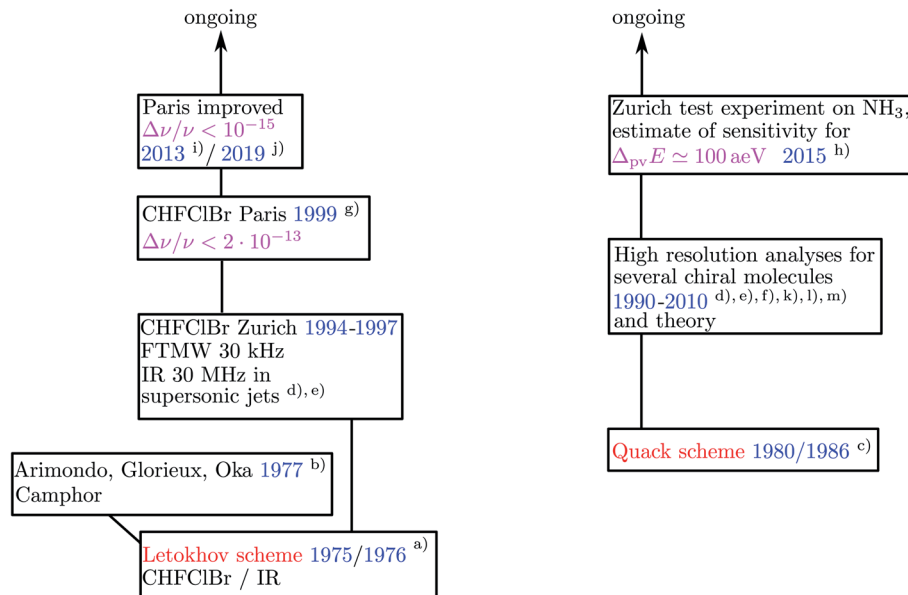 ongoing
Paris improved
Δν/ν < 10⁻¹⁵
2013 i)/ 2019 j)
CHFClBr Paris 1999 g)
Δν/ν < 2 · 10⁻¹³
CHFClBr Zurich 1994-1997
FTMW 30 kHz
IR 30 MHz in
supersonic jets d), e)
Arimondo, Glorieux, Oka 1977 b)
Camphor
Letokhov scheme 1975/1976 a)
CHFClBr / IR
ongoing
Zurich test experiment on NH₃,
estimate of sensitivity for
Δ_pv E ≃ 100 aeV 2015 h)
High resolution analyses for
several chiral molecules
1990-2010 d), e), f), k), l), m)
and theory
Quack scheme 1980/1986 c)